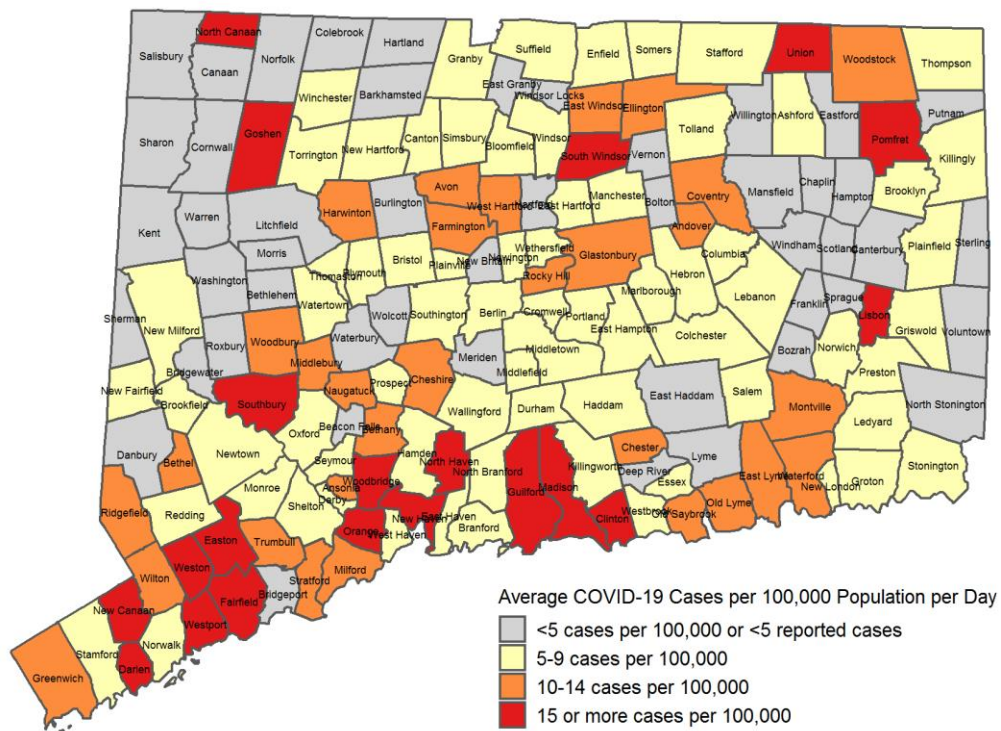 North Canaan
Colebrook
Hartland
Salisbury
Canaan
Norfolk
Granby
Suffield
Enfield
Somers
Stafford
Union
Woodstock
Thompson
East Granby
Windsor Locks
Winchester
Barkhamsted
East Windsor
Ellington
Willington
Ashford
Eastford
Putnam
Sharon
Cornwall
Goshen
Torrington
New Hartford
Canton
Simsbury
Bloomfield
Windsor
South Windsor
Vernon
Tolland
Pomfret
Killingly
Kent
Warren
Litchfield
Harwinton
Burlington
Avon
West Hartford
Hartford
East Hartford
Manchester
Bolton
Coventry
Mansfield
Chaplin
Hampton
Brooklyn
Morris
Farmington
Andover
Washington
Bethlehem
Thomaston
Plymouth
Bristol
Plainville
New Britain
Newington
Wethersfield
Glastonbury
Rocky Hill
Hebron
Columbia
Windham
Scotland
Canterbury
Plainfield
Sterling
Sherman
New Milford
Roxbury
Woodbury
Watertown
Waterbury
Wolcott
Southington
Berlin
Cromwell
Portland
Marlborough
East Hampton
Colchester
Lebanon
Franklin
Sprague
Lisbon
Griswold
Voluntown
Bridgewater
Middlebury
Naugatuck
Prospect
Cheshire
Meriden
Middletown
Middlefield
Bozrah
Norwich
Preston
New Fairfield
Brookfield
Southbury
Oxford
Beacon Falls
Bethany
Wallingford
Durham
Haddam
East Haddam
Salem
Montville
Ledyard
North Stonington
Danbury
Bethel
Newtown
Seymour
Hamden
North Haven
North Branford
Guilford
Madison
Killingworth
Chester
Deep River
Essex
Lyme
East Lyme
Waterford
New London
Groton
Stonington
Ridgefield
Redding
Monroe
Shelton
Ansonia
Derby
Woodbridge
Orange
New Haven
West Haven
East Haven
Branford
Clinton
Westbrook
Old Saybrook
Old Lyme
Wilton
Weston
Easton
Trumbull
Stratford
Milford
Bridgeport
Fairfield
Westport
New Canaan
Norwalk
Darien
Stamford
Greenwich
Average COVID-19 Cases per 100,000 Population per Day
<5 cases per 100,000 or <5 reported cases
5-9 cases per 100,000
10-14 cases per 100,000
15 or more cases per 100,000